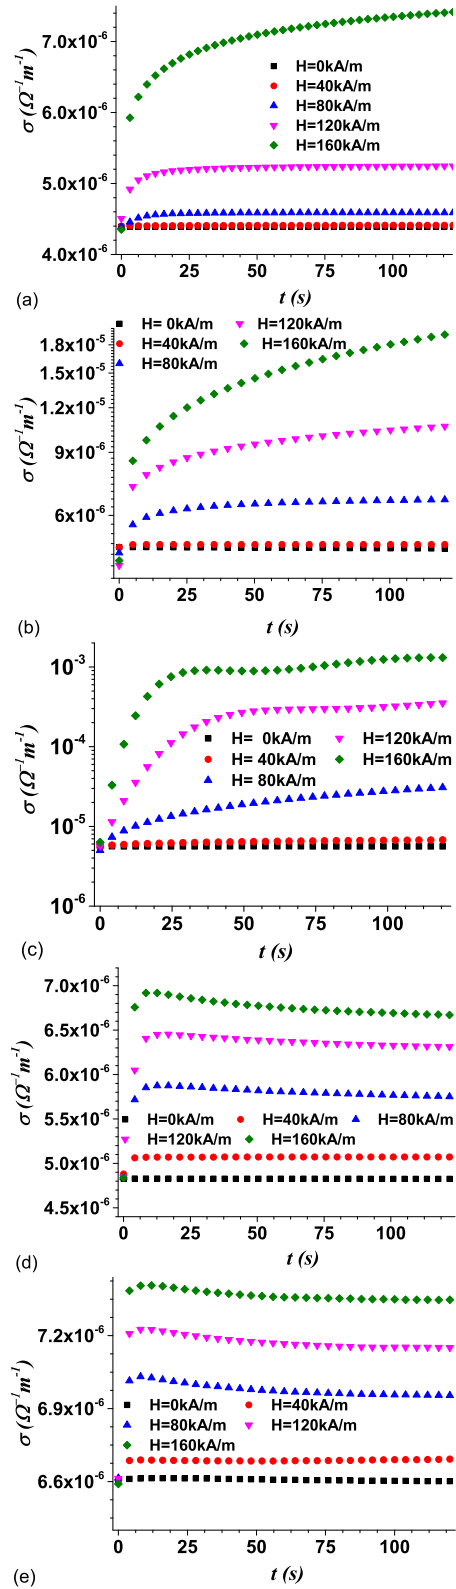 7.0x10⁻⁶
6.0x10⁻⁶
5.0x10⁻⁶
4.0x10⁻⁶
σ (Ω⁻¹m⁻¹)
H=0kA/m
H=40kA/m
H=80kA/m
H=120kA/m
H=160kA/m
0 25 50 75 100
t (s)
(a)
H= 0kA/m H=120kA/m
H=40kA/m H=160kA/m
H=80kA/m
1.8x10⁻⁵
1.5x10⁻⁵
1.2x10⁻⁵
9x10⁻⁶
6x10⁻⁶
σ (Ω⁻¹m⁻¹)
0 25 50 75 100
t (s)
(b)
10⁻³
10⁻⁴
10⁻⁵
10⁻⁶
σ (Ω⁻¹m⁻¹)
H= 0kA/m H=120kA/m
H= 40kA/m H=160kA/m
H= 80kA/m
0 25 50 75 100
t (s)
(c)
7.0x10⁻⁶
6.5x10⁻⁶
6.0x10⁻⁶
5.5x10⁻⁶
5.0x10⁻⁶
4.5x10⁻⁶
σ (Ω⁻¹m⁻¹)
H=0kA/m H=40kA/m H=80kA/m
H=120kA/m H=160kA/m
0 25 50 75 100
t (s)
(d)
7.2x10⁻⁶
6.9x10⁻⁶
6.6x10⁻⁶
σ (Ω⁻¹m⁻¹)
H=0kA/m H=40kA/m
H=80kA/m H=120kA/m
H=160kA/m
0 25 50 75 100
t (s)
(e)